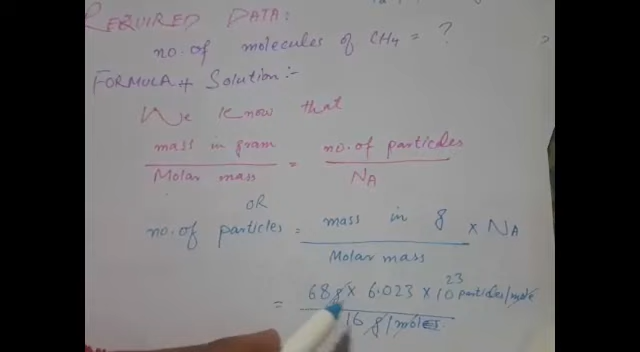 REQUIRED DATA:
no. of molecules of CH4 = ?
FORMULA + Solution:-
We know that
mass in gram / Molar mass = no. of particles / NA
OR
no. of particles = mass in g / Molar mass × NA
= 68 g × 6.023 × 10^23 particles/mole / 16 g/moles